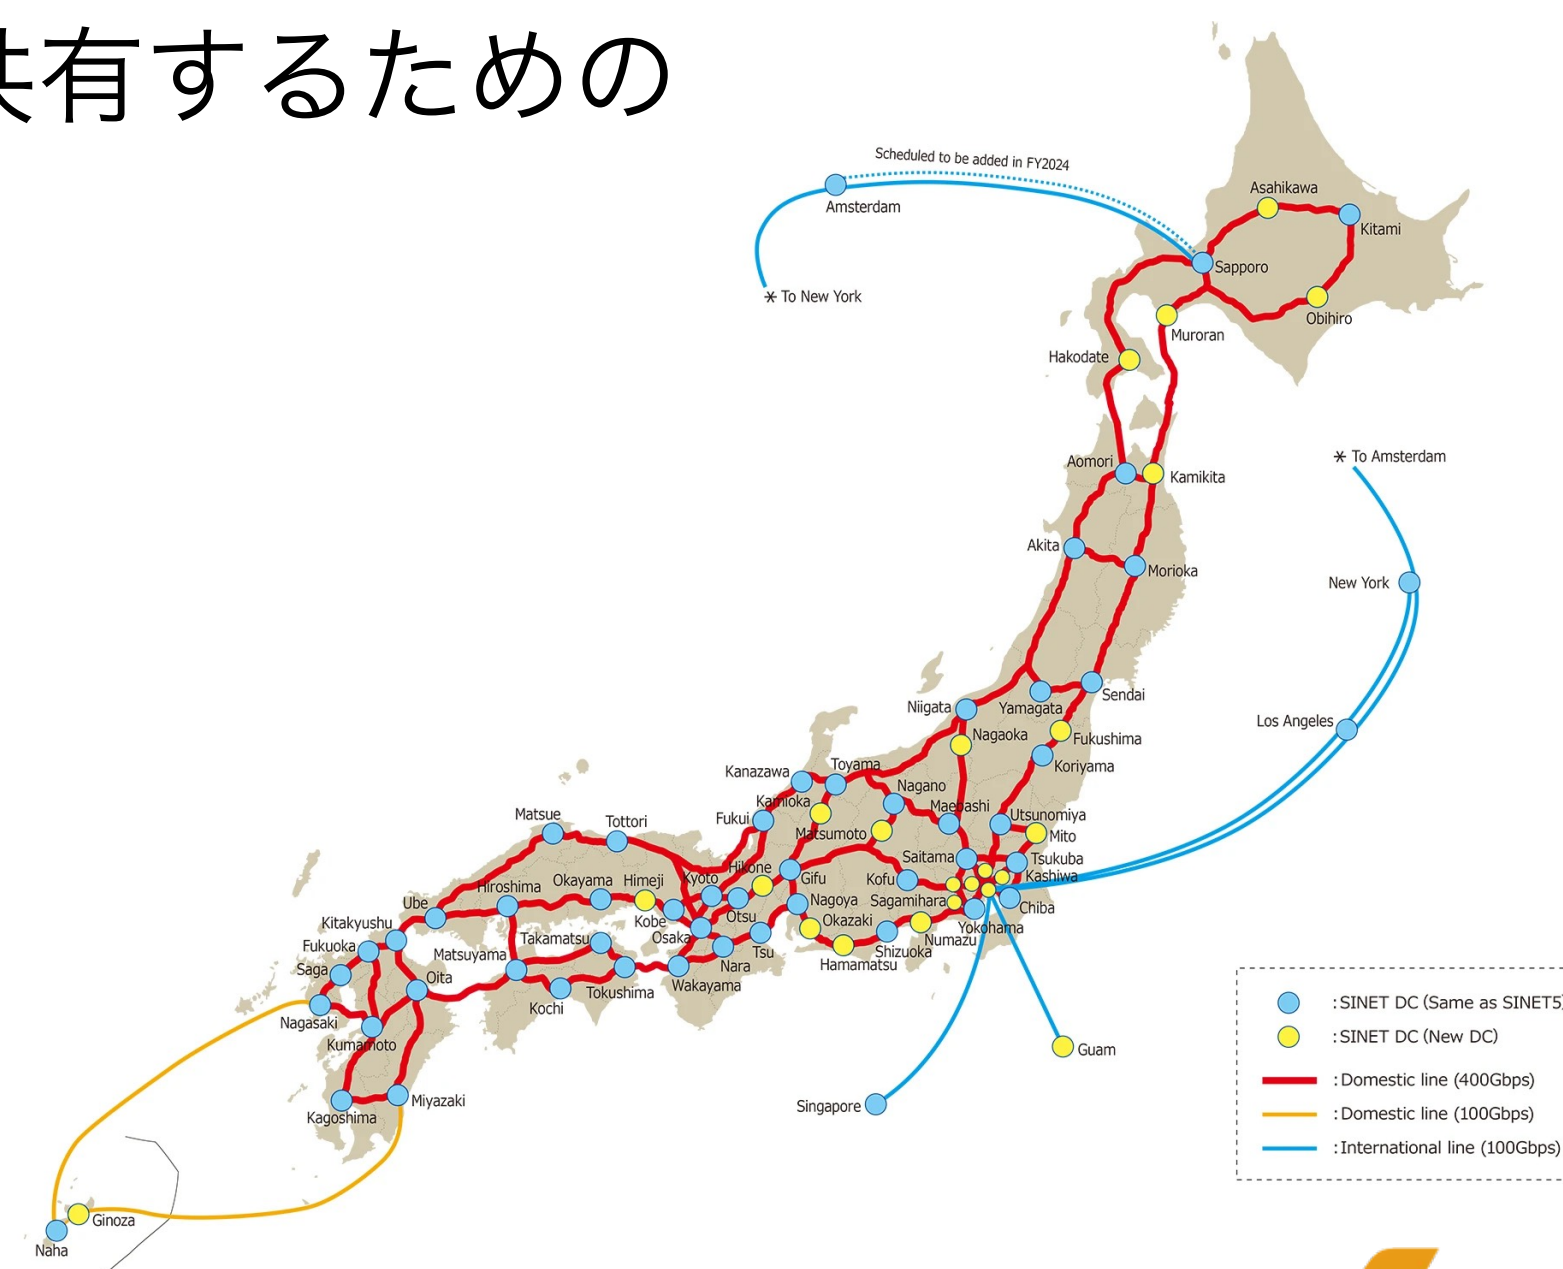 共有するための
Scheduled to be added in FY2024
Amsterdam
＊ To New York
Asahikawa
Kitami
Sapporo
Obihiro
Muroran
Hakodate
Aomori
Kamikita
＊ To Amsterdam
Akita
Morioka
New York
Sendai
Yamagata
Niigata
Los Angeles
Nagaoka
Fukushima
Koriyama
Toyama
Kanazawa
Nagano
Kamioka
Maebashi
Utsunomiya
Matsue
Tottori
Fukui
Matsumoto
Mito
Saitama
Tsukuba
Hikone
Gifu
Kofu
Kashiwa
Kyoto
Himeji
Okayama
Hiroshima
Nagoya
Sagamihara
Chiba
Ube
Otsu
Kobe
Okazaki
Yokohama
Kitakyushu
Osaka
Numazu
Takamatsu
Fukuoka
Matsuyama
Tsu
Shizuoka
Nara
Hamamatsu
Saga
Oita
Wakayama
Tokushima
Kochi
Nagasaki
Kumamoto
Guam
Miyazaki
Singapore
Kagoshima
Ginoza
Naha
:SINET DC (Same as SINET5)
:SINET DC (New DC)
:Domestic line (400Gbps)
:Domestic line (100Gbps)
:International line (100Gbps)